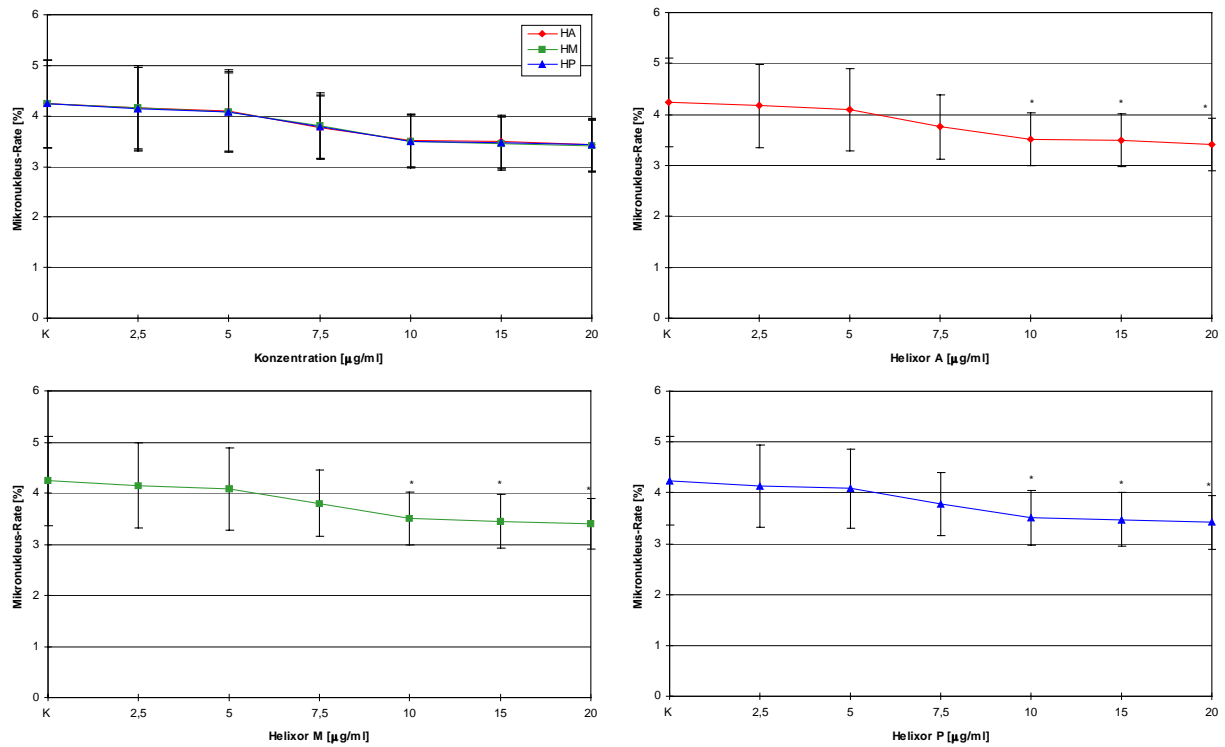 6
5
4
3
2
1
0
Mikronukleus-Rate [%]
HA
HM
HP
K 2,5 5 7,5 10 15 20
Konzentration [µg/ml]
6
5
4
3
2
1
0
Mikronukleus-Rate [%]
* * *
K 2,5 5 7,5 10 15 20
Helixor A [µg/ml]
6
5
4
3
2
1
0
Mikronukleus-Rate [%]
* * *
K 2,5 5 7,5 10 15 20
Helixor M [µg/ml]
6
5
4
3
2
1
0
Mikronukleus-Rate [%]
* * *
K 2,5 5 7,5 10 15 20
Helixor P [µg/ml]